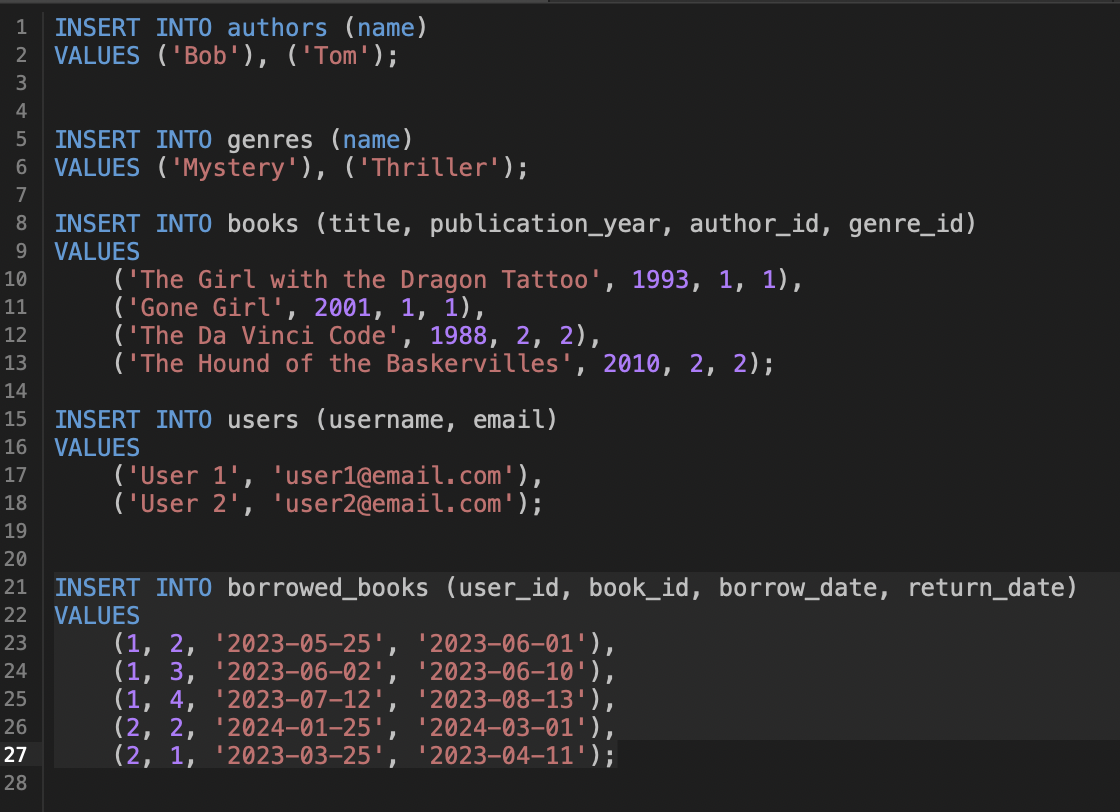 1 INSERT INTO authors (name)
2 VALUES ('Bob'), ('Tom');
3
4
5 INSERT INTO genres (name)
6 VALUES ('Mystery'), ('Thriller');
7
8 INSERT INTO books (title, publication_year, author_id, genre_id)
9 VALUES
10     ('The Girl with the Dragon Tattoo', 1993, 1, 1),
11     ('Gone Girl', 2001, 1, 1),
12     ('The Da Vinci Code', 1988, 2, 2),
13     ('The Hound of the Baskervilles', 2010, 2, 2);
14
15 INSERT INTO users (username, email)
16 VALUES
17     ('User 1', 'user1@email.com'),
18     ('User 2', 'user2@email.com');
19
20
21 INSERT INTO borrowed_books (user_id, book_id, borrow_date, return_date)
22 VALUES
23     (1, 2, '2023-05-25', '2023-06-01'),
24     (1, 3, '2023-06-02', '2023-06-10'),
25     (1, 4, '2023-07-12', '2023-08-13'),
26     (2, 2, '2024-01-25', '2024-03-01'),
27     (2, 1, '2023-03-25', '2023-04-11');
28